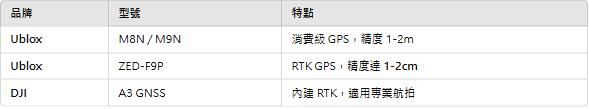 品牌 型號 特點
Ublox M8N / M9N 消費級 GPS，精度 1-2m
Ublox ZED-F9P RTK GPS，精度達 1-2cm
DJI A3 GNSS 內建 RTK，適用專業航拍